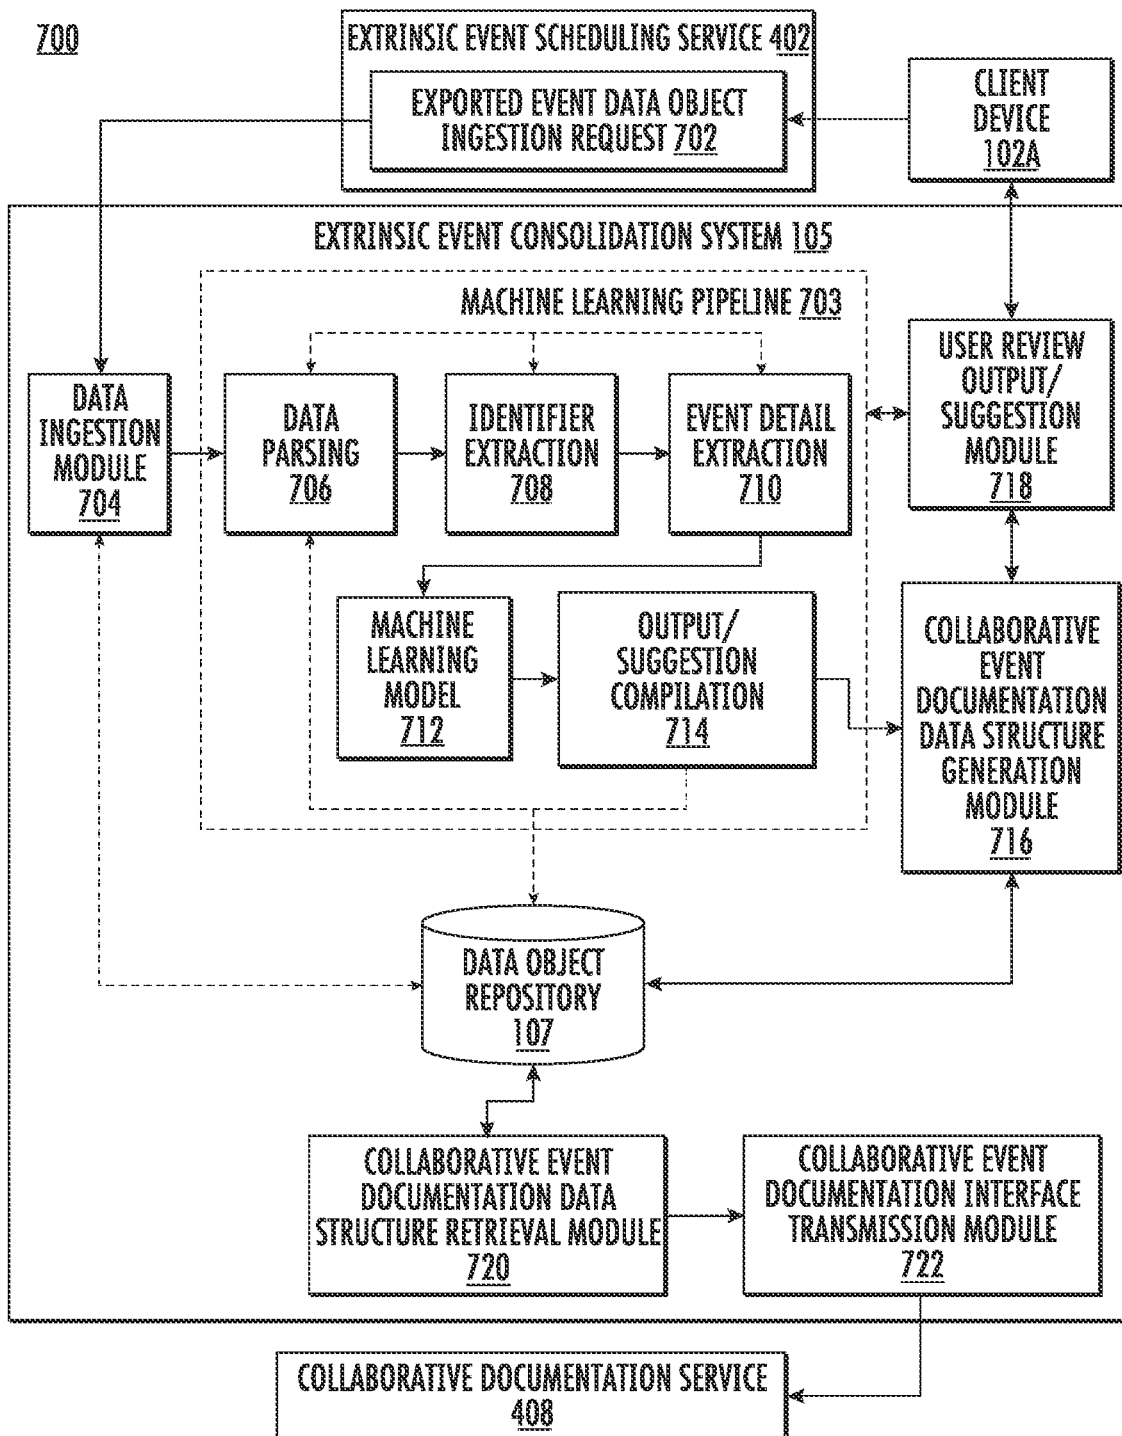 700
EXTRINSIC EVENT SCHEDULING SERVICE 402
EXPORTED EVENT DATA OBJECT
INGESTION REQUEST 702
CLIENT
DEVICE
102A
EXTRINSIC EVENT CONSOLIDATION SYSTEM 105
MACHINE LEARNING PIPELINE 703
DATA
INGESTION
MODULE
704
DATA
PARSING
706
IDENTIFIER
EXTRACTION
708
EVENT DETAIL
EXTRACTION
710
USER REVIEW
OUTPUT/
SUGGESTION
MODULE
718
MACHINE
LEARNING
MODEL
712
OUTPUT/
SUGGESTION
COMPILATION
714
COLLABORATIVE
EVENT
DOCUMENTATION
DATA STRUCTURE
GENERATION
MODULE
716
DATA OBJECT
REPOSITORY
107
COLLABORATIVE EVENT
DOCUMENTATION DATA
STRUCTURE RETRIEVAL MODULE
720
COLLABORATIVE EVENT
DOCUMENTATION INTERFACE
TRANSMISSION MODULE
722
COLLABORATIVE DOCUMENTATION SERVICE
408